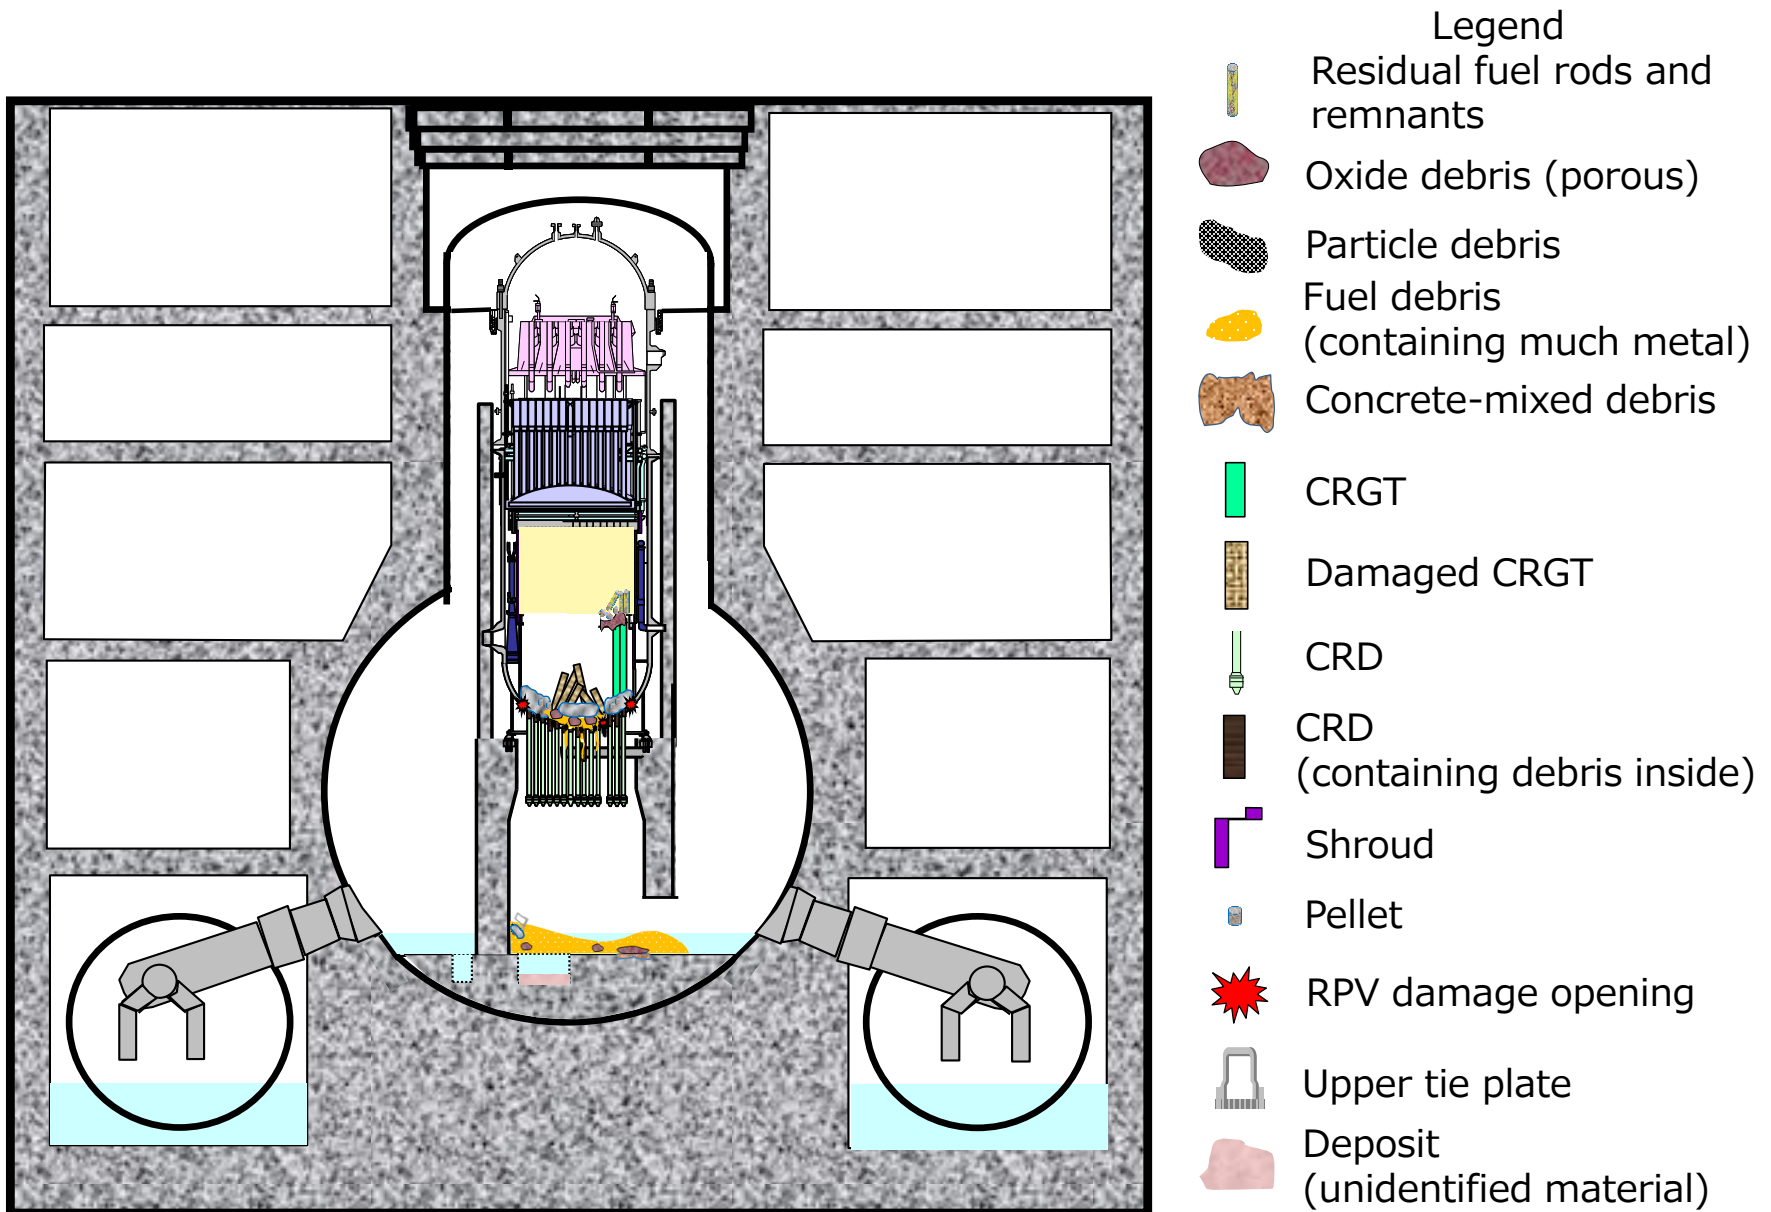 Legend
Residual fuel rods and
remnants
Oxide debris (porous)
Particle debris
Fuel debris
(containing much metal)
Concrete-mixed debris
CRGT
Damaged CRGT
CRD
CRD
(containing debris inside)
Shroud
Pellet
RPV damage opening
Upper tie plate
Deposit
(unidentified material)